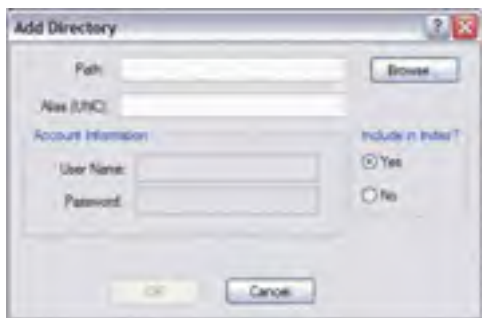 Add Directory
Path:
Browse...
Alias (UNC):
Account Information
Include in Index?
User Name:
Yes
Password:
No
OK
Cancel